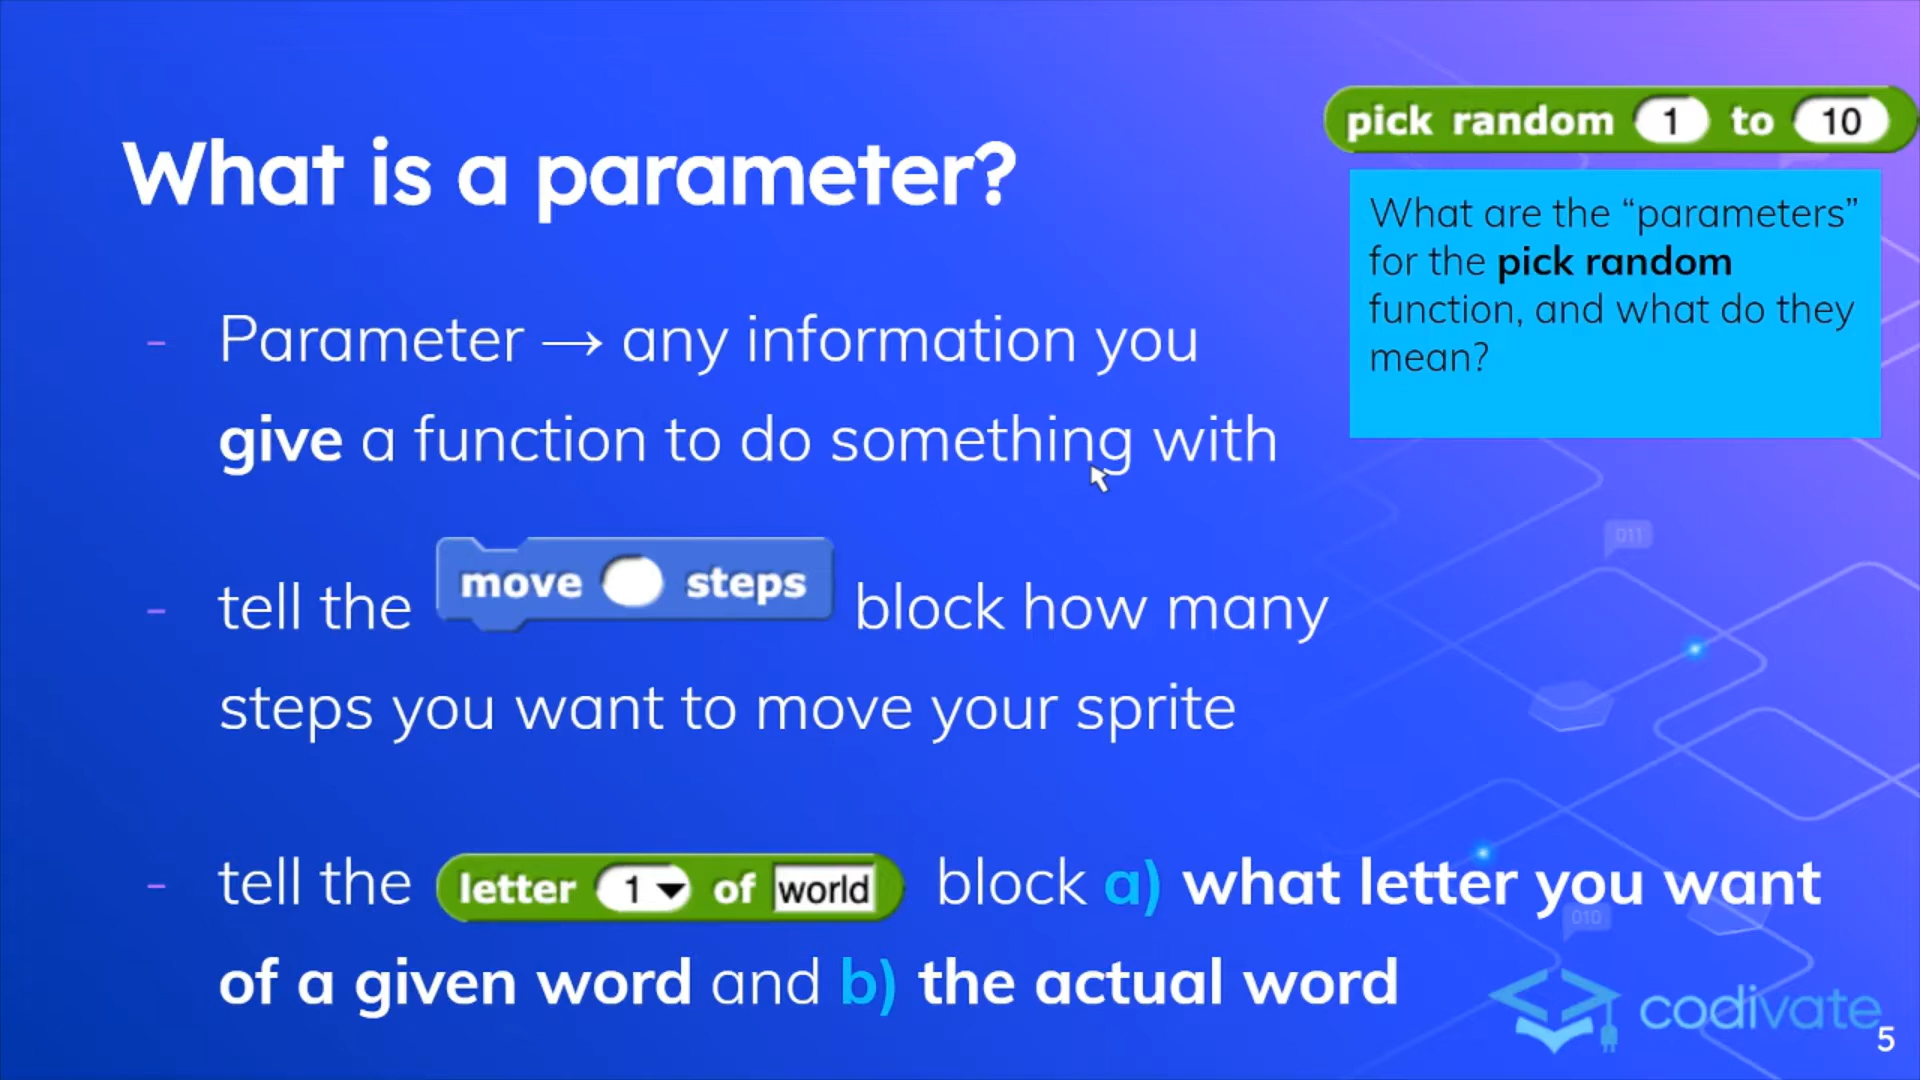 What is a parameter?
- Parameter → any information you
give a function to do something with
- tell the move steps block how many
steps you want to move your sprite
- tell the letter 1 of world block a) what letter you want
of a given word and b) the actual word
pick random 1 to 10
What are the “parameters”
for the pick random
function, and what do they
mean?
011
010
codivate
5